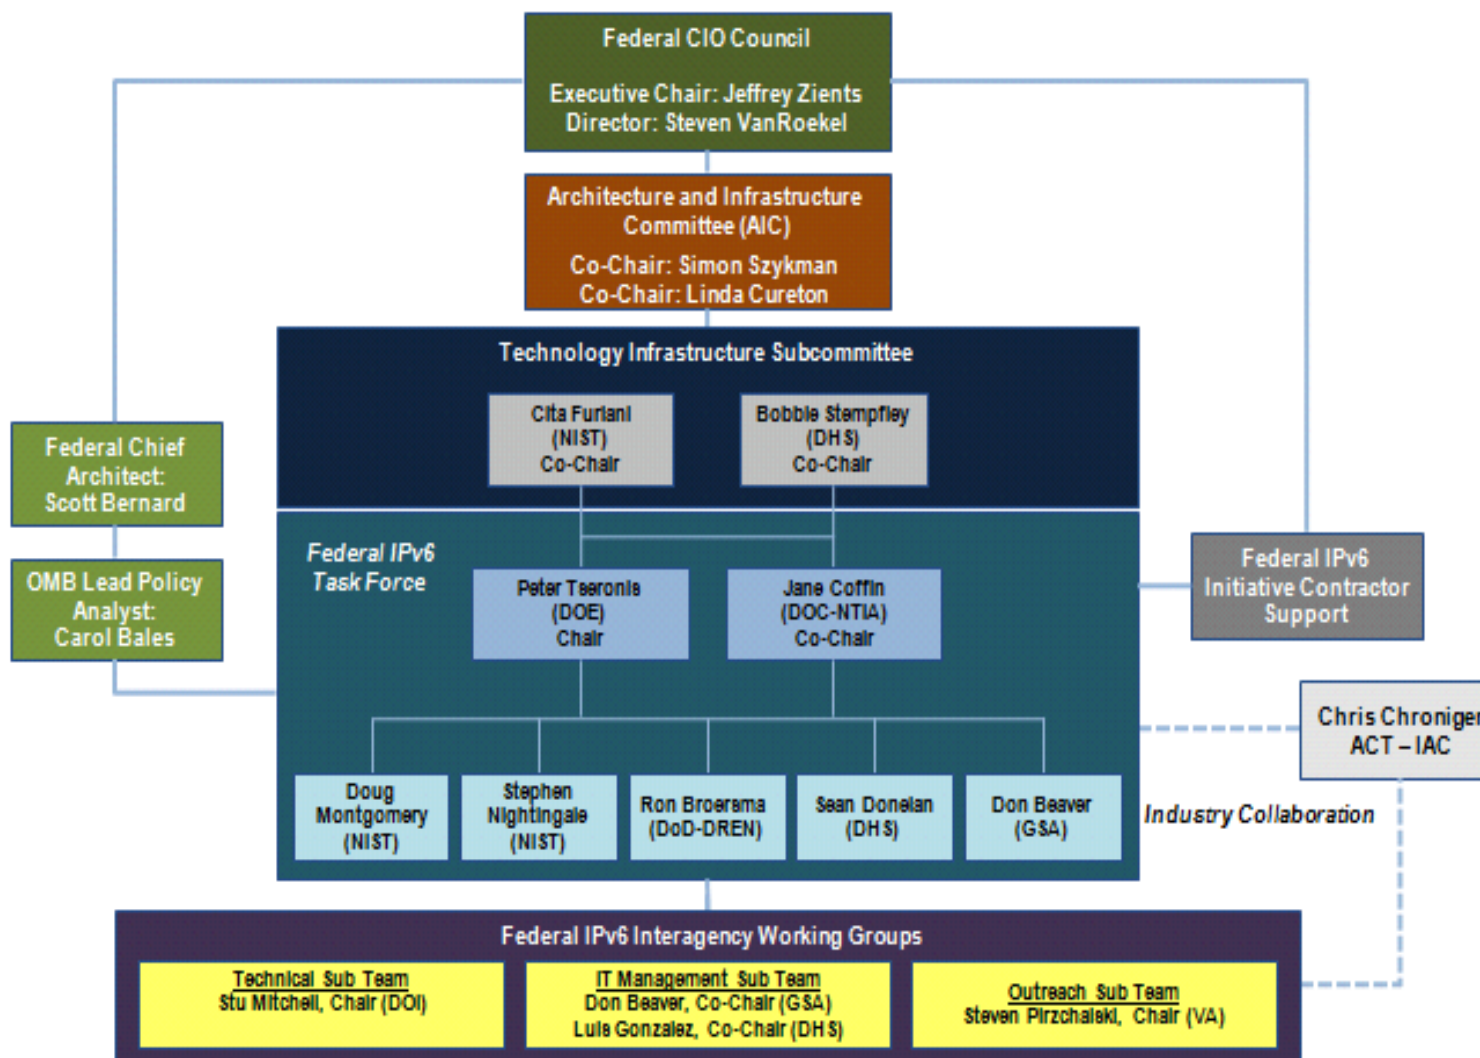 Federal CIO Council
Executive Chair: Jeffrey Zients
Director: Steven VanRoekel
Architecture and Infrastructure
Committee (AIC)
Co-Chair: Simon Szykman
Co-Chair: Linda Cureton
Technology Infrastructure Subcommittee
Cita Furlani
(NIST)
Co-Chair
Bobbie Stempfley
(DHS)
Co-Chair
Federal Chief
Architect:
Scott Bernard
OMB Lead Policy
Analyst:
Carol Bales
Federal IPv6
Task Force
Peter Tseronis
(DOE)
Chair
Jane Coffin
(DOC-NTIA)
Co-Chair
Federal IPv6
Initiative Contractor
Support
Chris Chroniger
ACT – IAC
Industry Collaboration
Doug
Montgomery
(NIST)
Stephen
Nightingale
(NIST)
Ron Broersma
(DoD-DREN)
Sean Donelan
(DHS)
Don Beaver
(GSA)
Federal IPv6 Interagency Working Groups
Technical Sub Team
Stu Mitchell, Chair (DOI)
IT Management Sub Team
Don Beaver, Co-Chair (GSA)
Luis Gonzalez, Co-Chair (DHS)
Outreach Sub Team
Steven Pirzchalski, Chair (VA)